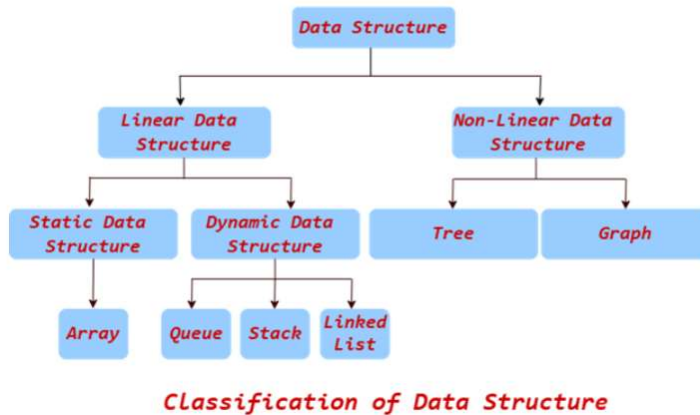 Data Structure
Linear Data
Structure
Non-Linear Data
Structure
Static Data
Structure
Dynamic Data
Structure
Tree
Graph
Array
Queue
Stack
Linked
List
Classification of Data Structure